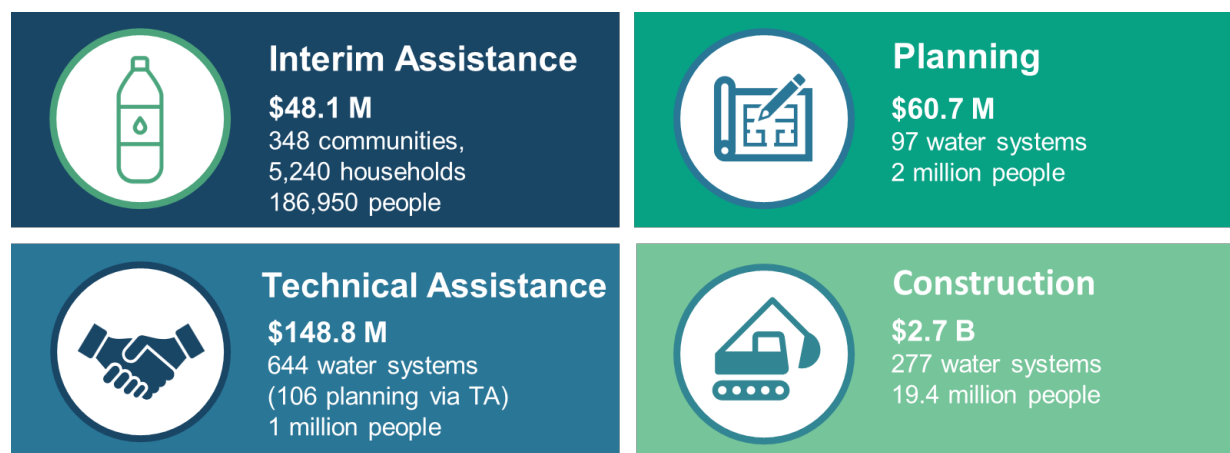 Interim Assistance
$48.1 M
348 communities,
5,240 households
186,950 people
Planning
$60.7 M
97 water systems
2 million people
Technical Assistance
$148.8 M
644 water systems
(106 planning via TA)
1 million people
Construction
$2.7 B
277 water systems
19.4 million people